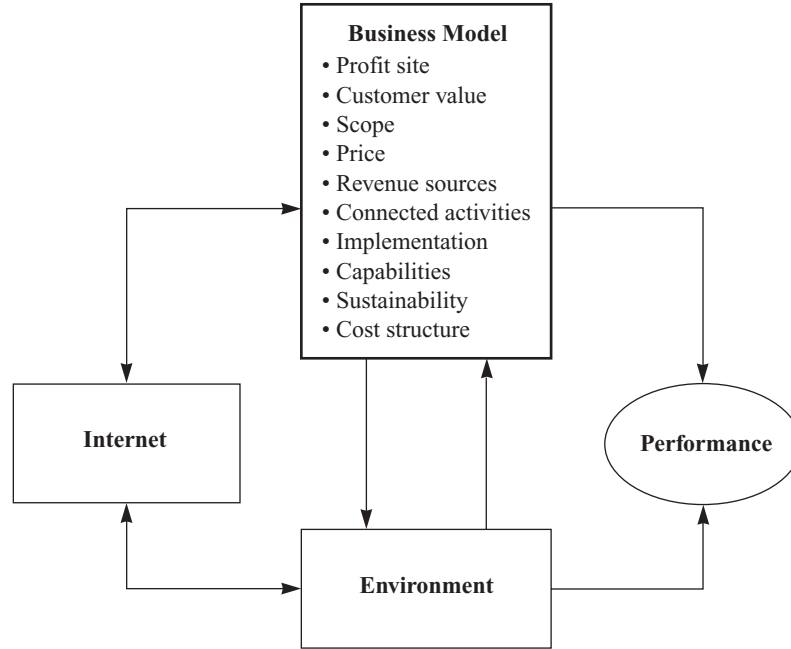 Business Model
• Profit site
• Customer value
• Scope
• Price
• Revenue sources
• Connected activities
• Implementation
• Capabilities
• Sustainability
• Cost structure
Internet
Performance
Environment